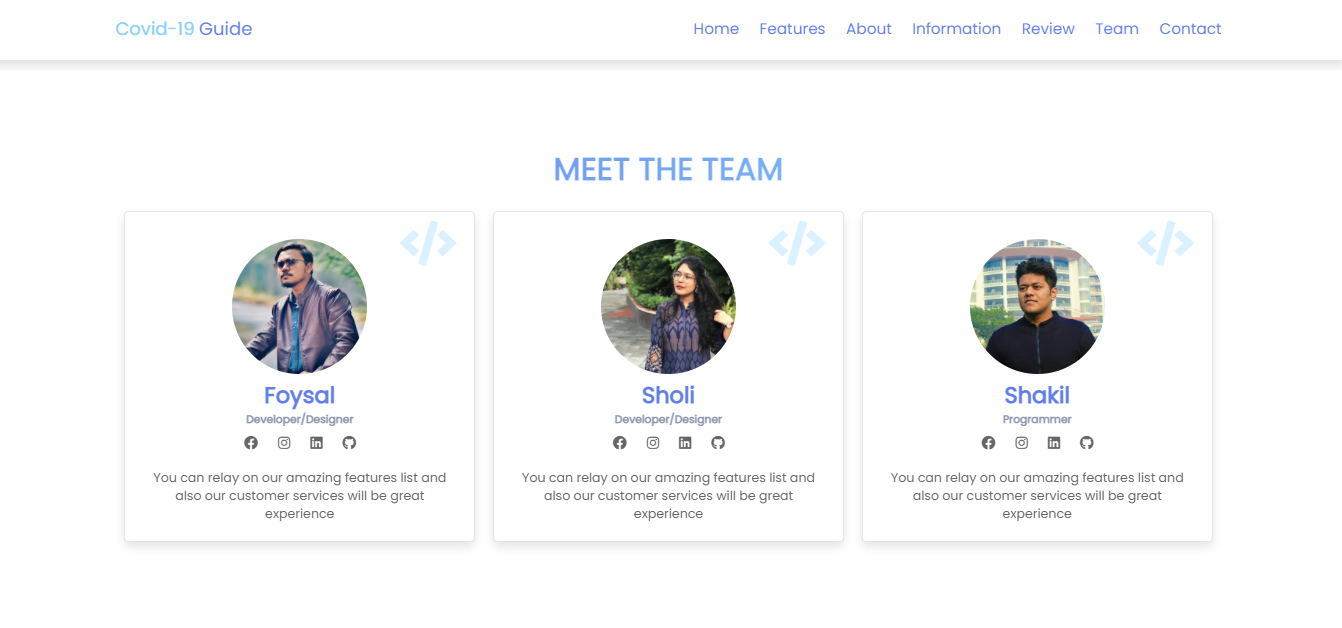 Covid-19 Guide
Home Features About Information Review Team Contact
MEET THE TEAM
Foysal
Developer/Designer
You can relay on our amazing features list and
also our customer services will be great
experience
Sholi
Developer/Designer
You can relay on our amazing features list and
also our customer services will be great
experience
Shakil
Programmer
You can relay on our amazing features list and
also our customer services will be great
experience